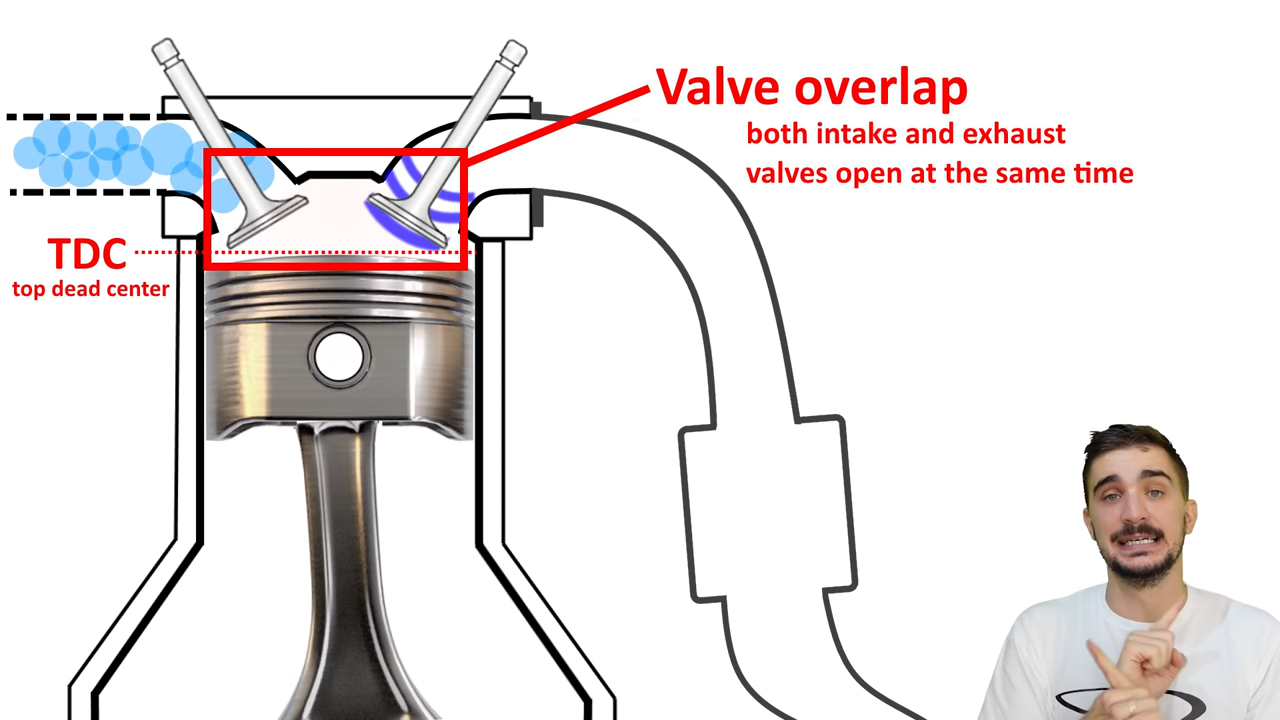 Valve overlap
both intake and exhaust
valves open at the same time
TDC
top dead center